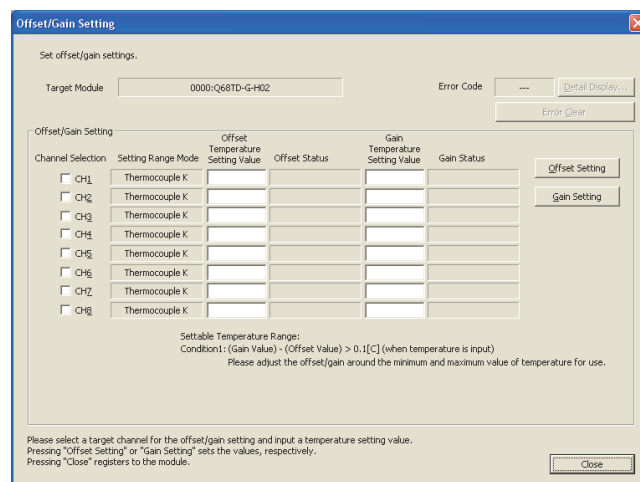 Offset/Gain Setting
Set offset/gain settings.
Target Module 0000:Q68TD-G-H02 Error Code --- Detail Display...
Error Clear
Offset/Gain Setting
Channel Selection Setting Range Mode Offset Temperature Setting Value Offset Status Gain Temperature Setting Value Gain Status
Offset Setting
Gain Setting
CH1 Thermocouple K
CH2 Thermocouple K
CH3 Thermocouple K
CH4 Thermocouple K
CH5 Thermocouple K
CH6 Thermocouple K
CH7 Thermocouple K
CH8 Thermocouple K
Settable Temperature Range:
Condition1: (Gain Value) - (Offset Value) > 0.1[C] (when temperature is input)
Please adjust the offset/gain around the minimum and maximum value of temperature for use.
Please select a target channel for the offset/gain setting and input a temperature setting value.
Pressing "Offset Setting" or "Gain Setting" sets the values, respectively.
Pressing "Close" registers to the module.
Close